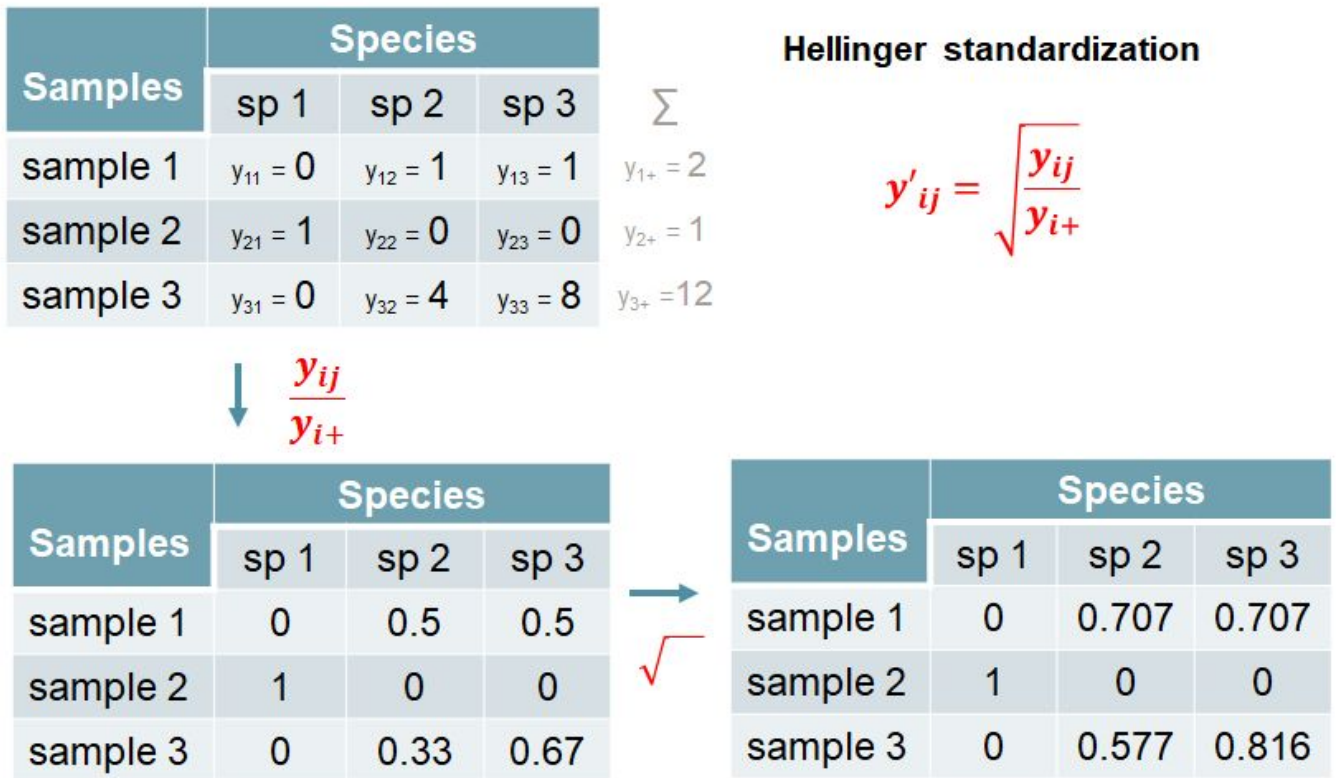 Species
Hellinger standardization
Samples
sp 1 sp 2 sp 3 ∑
sample 1 y₁₁ = 0 y₁₂ = 1 y₁₃ = 1 y₁₊ = 2
y'ᵢⱼ = √(yᵢⱼ / yᵢ₊)
sample 2 y₂₁ = 1 y₂₂ = 0 y₂₃ = 0 y₂₊ = 1
sample 3 y₃₁ = 0 y₃₂ = 4 y₃₃ = 8 y₃₊ =12
yᵢⱼ / yᵢ₊
Species
Samples
sp 1 sp 2 sp 3
sample 1 0 0.5 0.5
sample 2 1 0 0
sample 3 0 0.33 0.67
√
Species
Samples
sp 1 sp 2 sp 3
sample 1 0 0.707 0.707
sample 2 1 0 0
sample 3 0 0.577 0.816